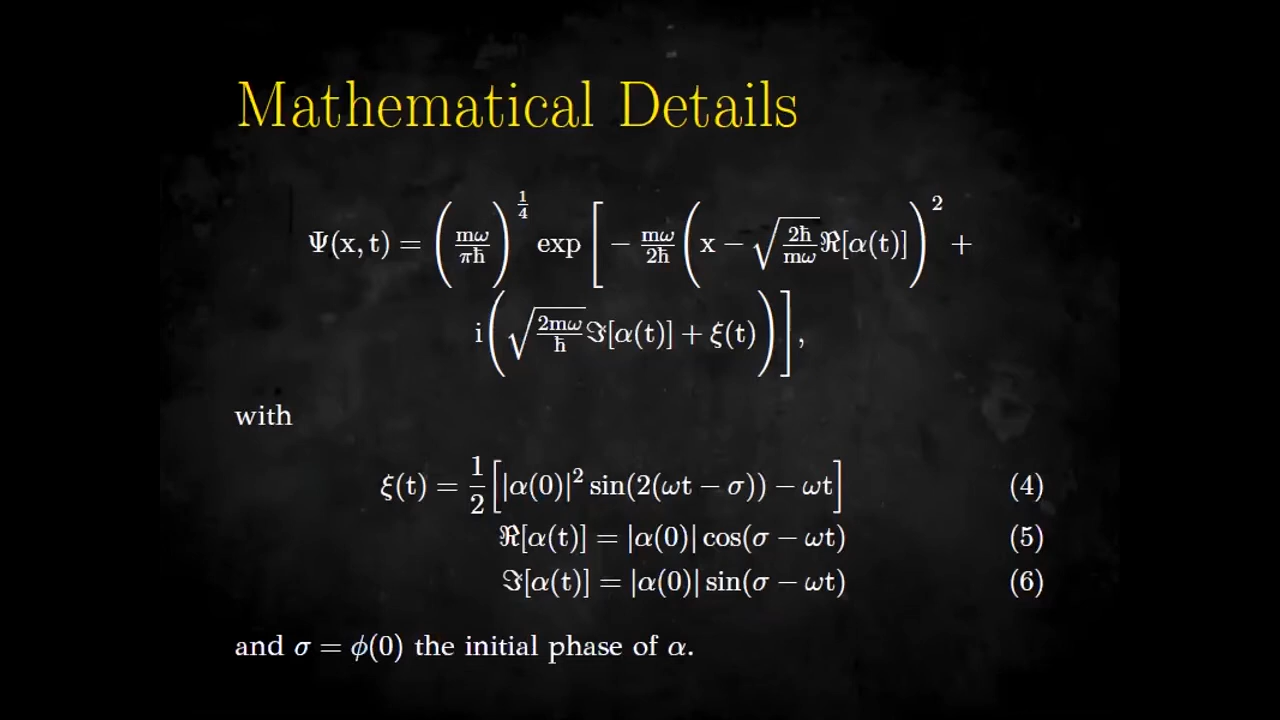 Mathematical Details
Ψ(x, t) = (mω/πħ)^{1/4} exp[ − mω/2ħ (x − √(2ħ/mω) ℜ[α(t)])² +
i(√(2mω/ħ) ℑ[α(t)] + ξ(t))],
with
ξ(t) = 1/2 [|α(0)|² sin(2(ωt − σ)) − ωt] (4)
ℜ[α(t)] = |α(0)| cos(σ − ωt) (5)
ℑ[α(t)] = |α(0)| sin(σ − ωt) (6)
and σ = ϕ(0) the initial phase of α.